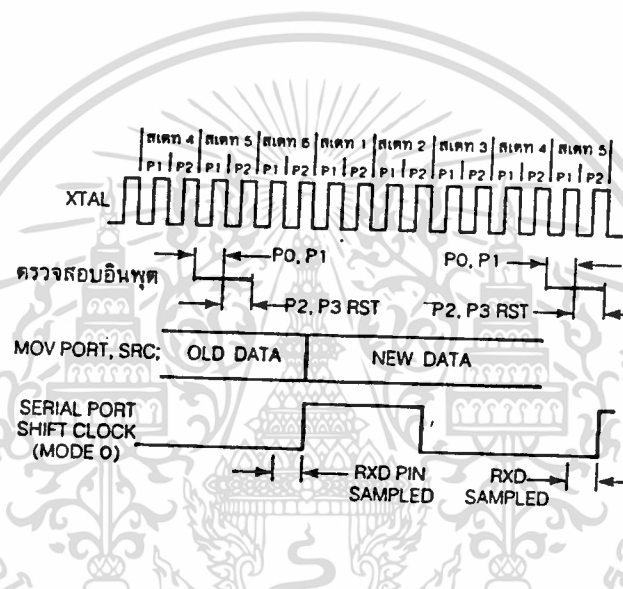 สเตท 4 สเตท 5 สเตท 6 สเตท 1 สเตท 2 สเตท 3 สเตท 4 สเตท 5
P1 P2 P1 P2 P1 P2 P1 P2 P1 P2 P1 P2 P1 P2 P1 P2
XTAL
P0, P1 P0, P1
ตรวจสอบอินพุต
P2, P3 RST P2, P3 RST
MOV PORT, SRC; OLD DATA NEW DATA
SERIAL PORT
SHIFT CLOCK
(MODE 0)
RXD PIN SAMPLED
RXD SAMPLED